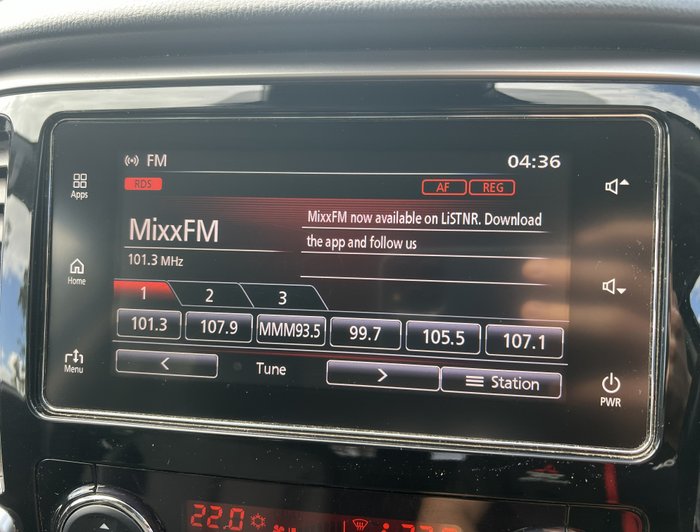 FM
04:36
RDS
AF
REG
Apps
MixxFM
MixxFM now available on LiSTNR. Download
the app and follow us
101.3 MHz
Home
1
2
3
101.3
107.9
MMM93.5
99.7
105.5
107.1
<
Tune
>
Station
Menu
PWR
22.0